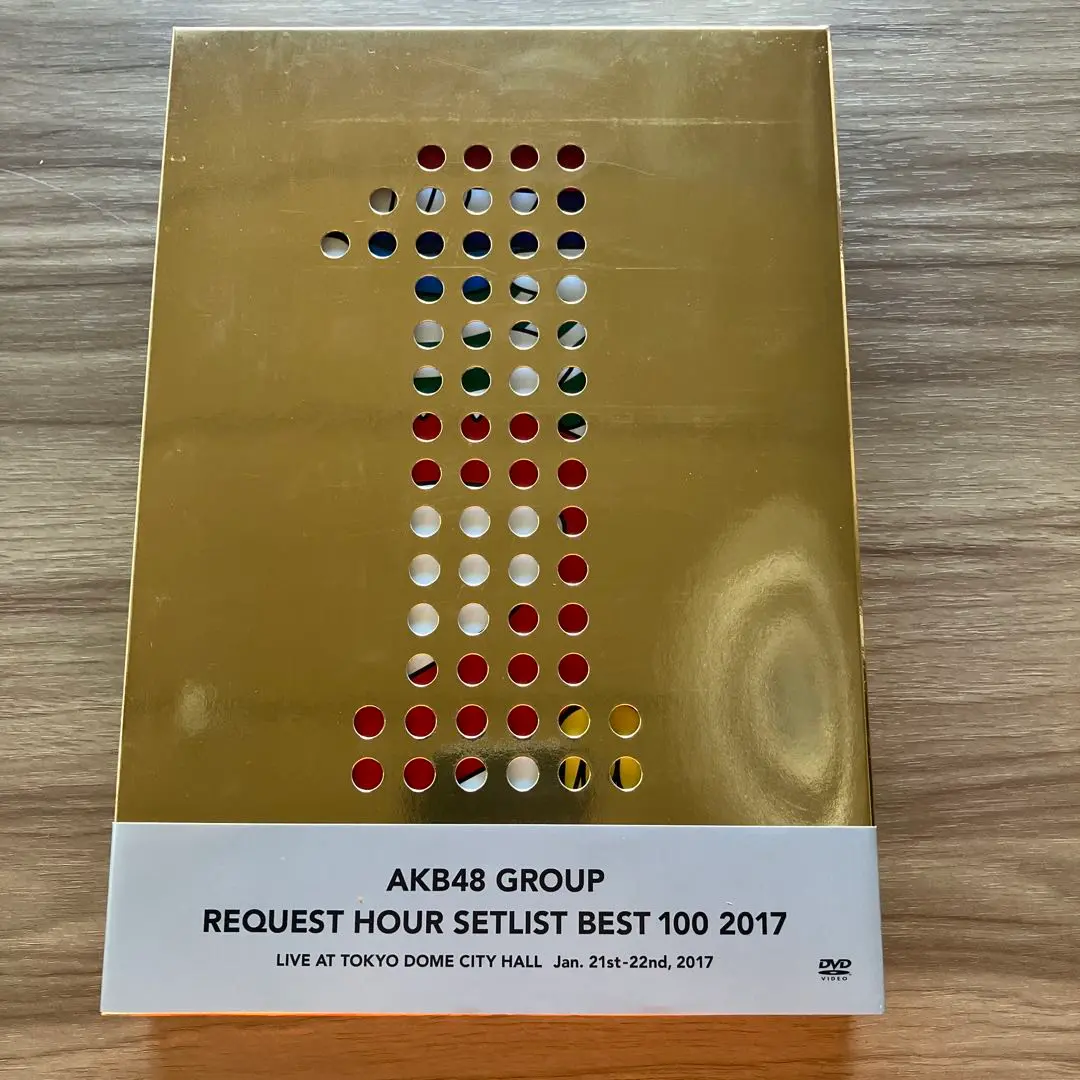 AKB48 GROUP
REQUEST HOUR SETLIST BEST 100 2017
LIVE AT TOKYO DOME CITY HALL Jan. 21st-22nd, 2017
DVD
VIDEO